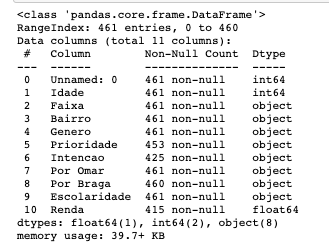 <class 'pandas.core.frame.DataFrame'>
RangeIndex: 461 entries, 0 to 460
Data columns (total 11 columns):
 #   Column        Non-Null Count  Dtype
---  ------        --------------  -----
 0   Unnamed: 0    461 non-null    int64
 1   Idade         461 non-null    int64
 2   Faixa         461 non-null    object
 3   Bairro        461 non-null    object
 4   Genero        461 non-null    object
 5   Prioridade    453 non-null    object
 6   Intencao      425 non-null    object
 7   Por Omar      461 non-null    object
 8   Por Braga     460 non-null    object
 9   Escolaridade  461 non-null    object
 10  Renda         415 non-null    float64
dtypes: float64(1), int64(2), object(8)
memory usage: 39.7+ KB